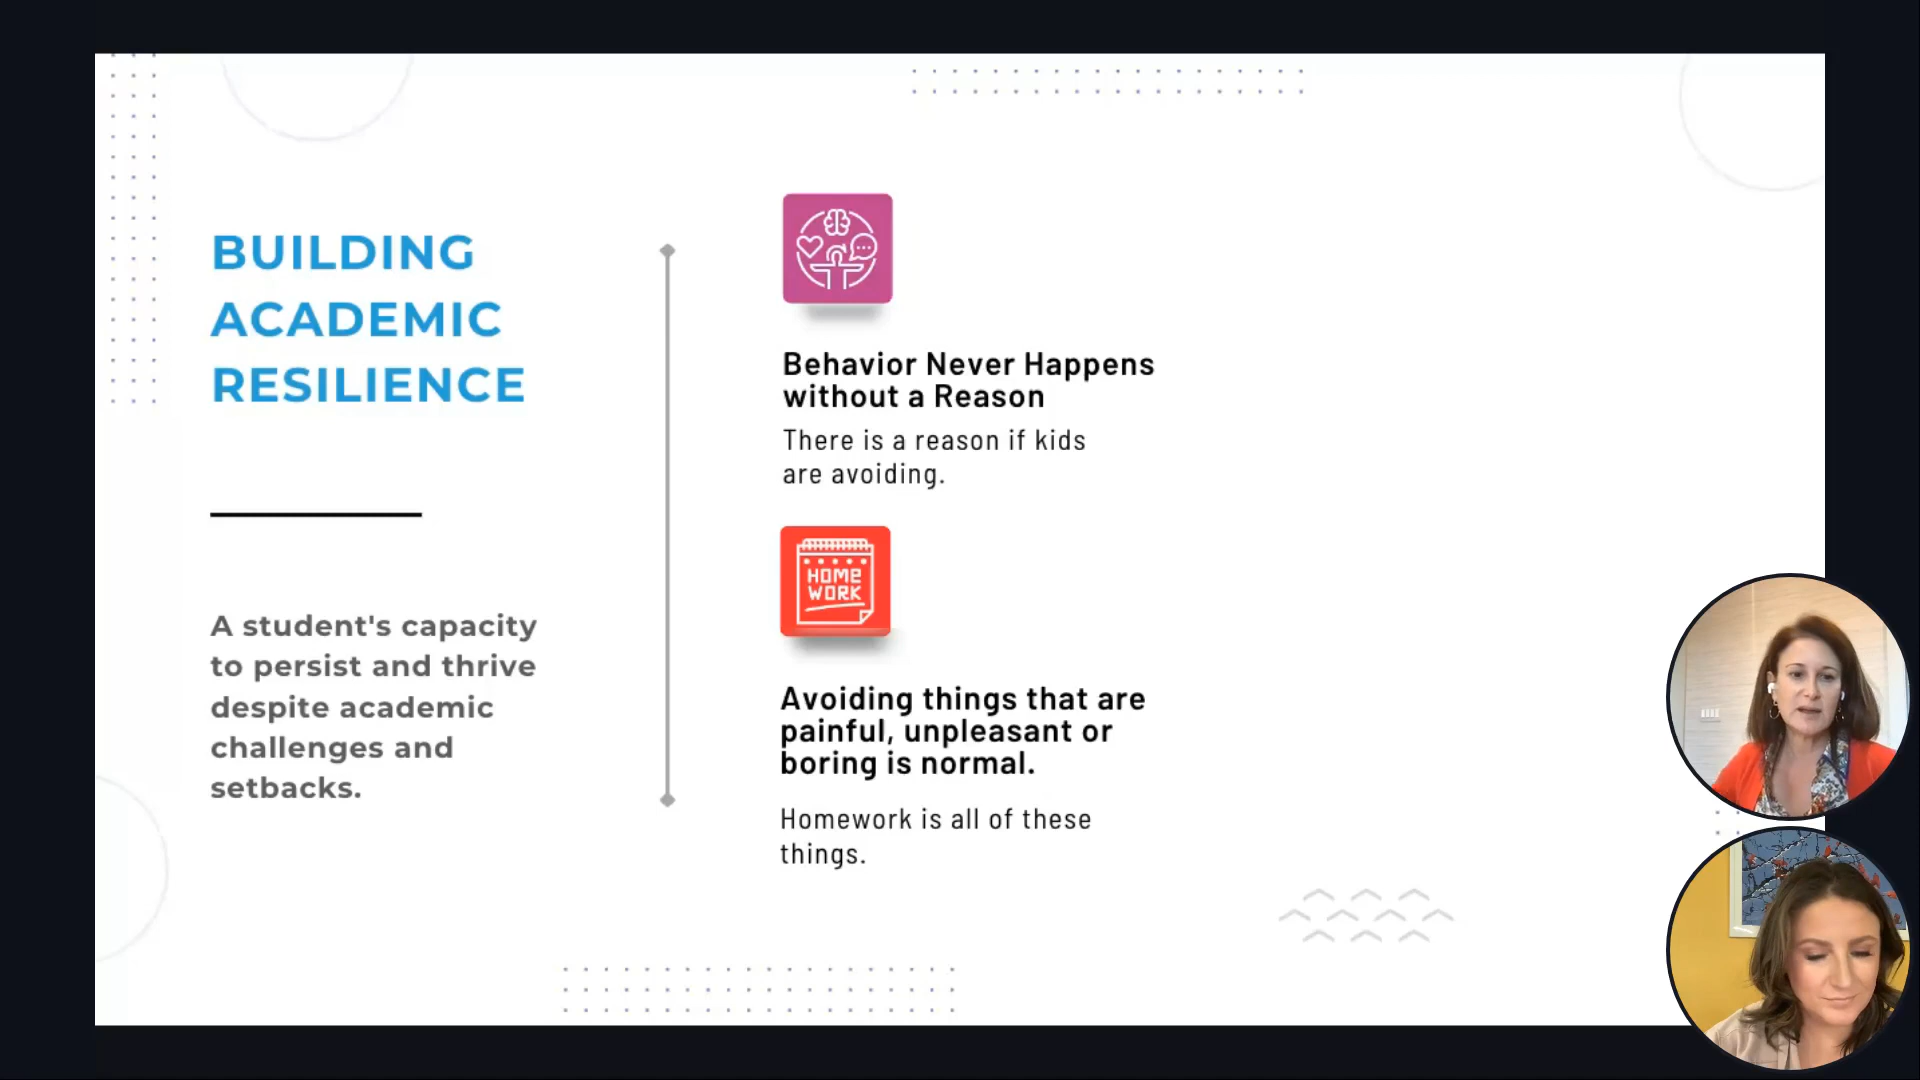 BUILDING
ACADEMIC
RESILIENCE
A student's capacity
to persist and thrive
despite academic
challenges and
setbacks.
Behavior Never Happens
without a Reason
There is a reason if kids
are avoiding.
HOME
WORK
Avoiding things that are
painful, unpleasant or
boring is normal.
Homework is all of these
things.